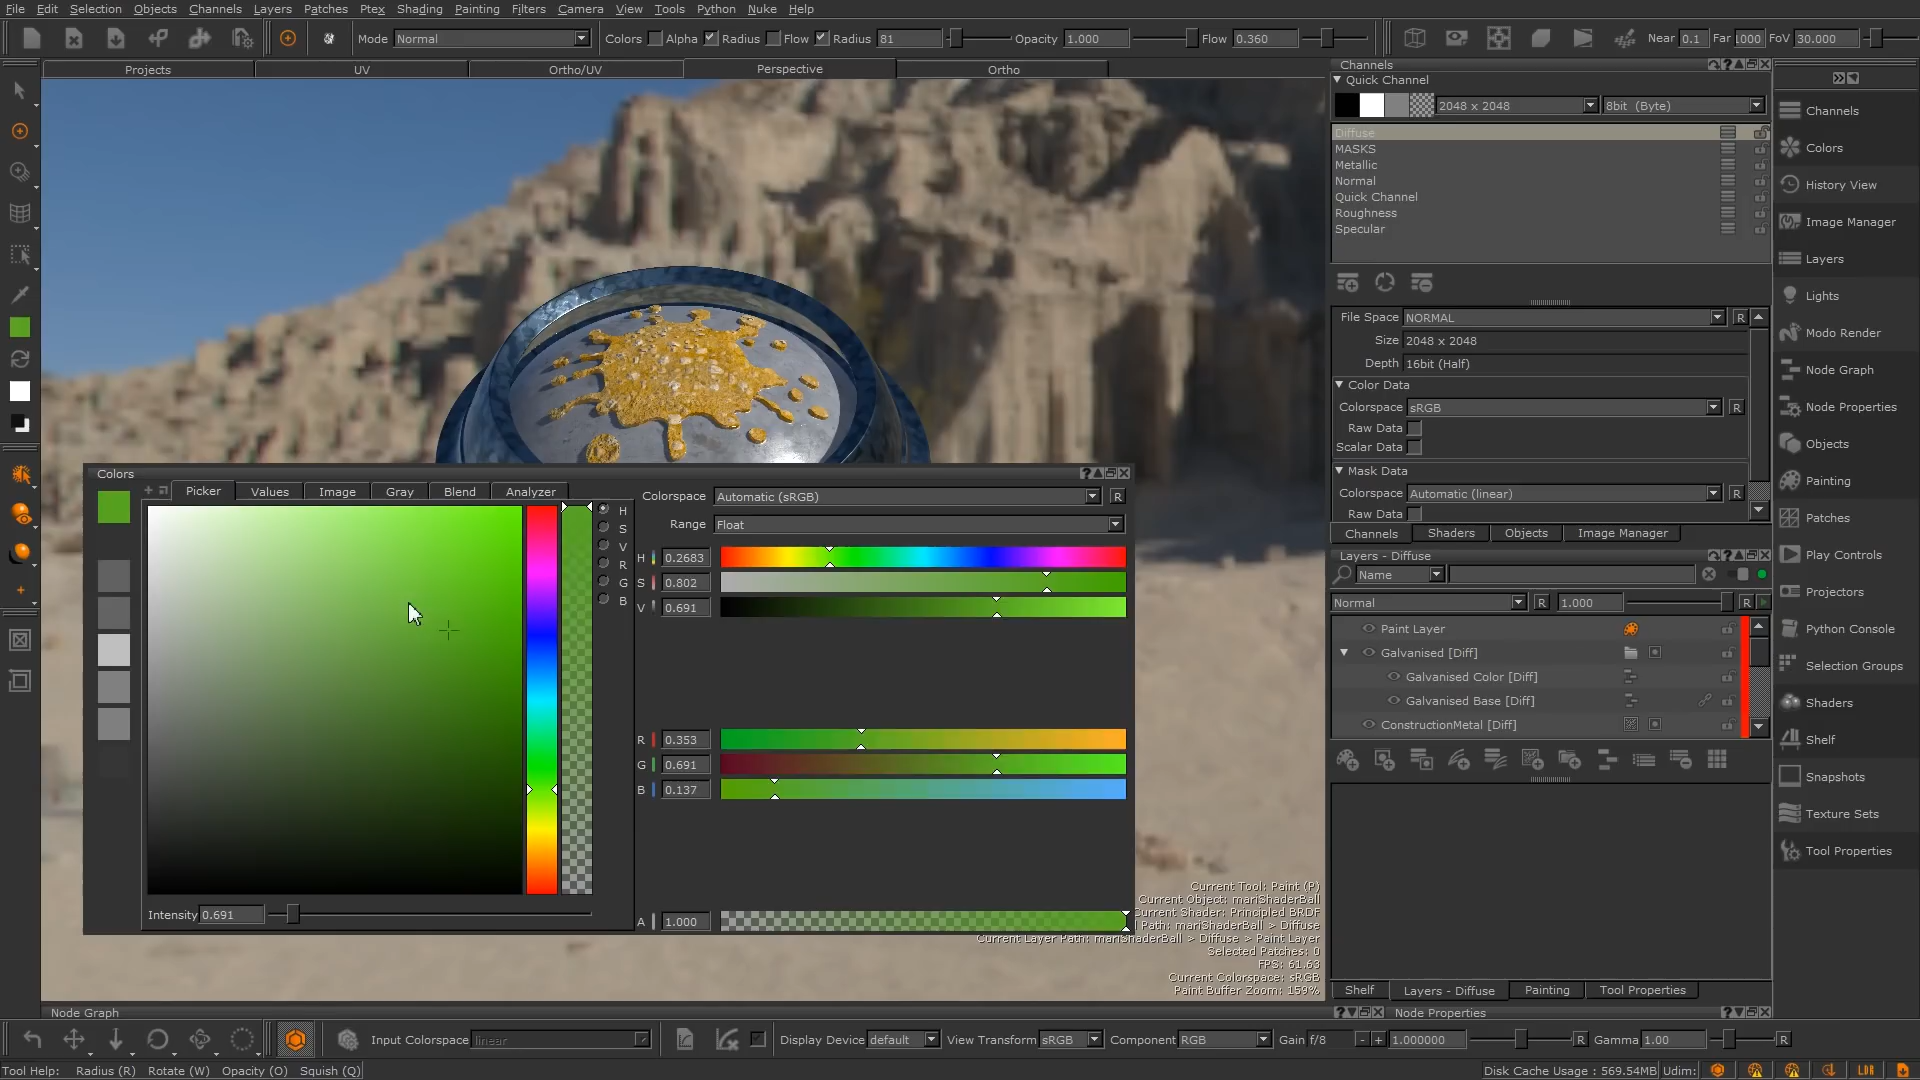 File Edit Selection Objects Channels Layers Patches Ptex Shading Painting Filters Camera View Tools Python Nuke Help
Mode Normal Colors Alpha Radius Flow Radius 81 Opacity 1.000 Flow 0.360 Near 0.1 Far 1000 FoV 30.000
Projects UV Ortho/UV Perspective Ortho
Channels
Quick Channel
2048 x 2048 8bit (Byte)
Diffuse
MASKS
Metallic
Normal
Quick Channel
Roughness
Specular
File Space NORMAL R
Size 2048 x 2048
Depth 16bit (Half)
Color Data
Colorspace sRGB R
Raw Data
Scalar Data
Mask Data
Colorspace Automatic (linear) R
Raw Data
Channels Shaders Objects Image Manager
Layers - Diffuse
Name
Normal R 1.000 R
Paint Layer
Galvanised [Diff]
Galvanised Color [Diff]
Galvanised Base [Diff]
ConstructionMetal [Diff]
Shelf Layers - Diffuse Painting Tool Properties
Channels
Colors
History View
Image Manager
Layers
Lights
Modo Render
Node Graph
Node Properties
Objects
Painting
Patches
Play Controls
Projectors
Python Console
Selection Groups
Shaders
Shelf
Snapshots
Texture Sets
Tool Properties
Colors
Picker Values Image Gray Blend Analyzer
Colorspace Automatic (sRGB) R
Range Float
H
S
V
R
G
B
H 0.2683
S 0.802
V 0.691
R 0.353
G 0.691
B 0.137
Intensity 0.691
A 1.000
Current Tool: Paint (P)
Current Object: mariShaderBall
Current Shader: Principled BRDF
l Path: mariShaderBall > Diffuse
Current Layer Path: mariShaderBall > Diffuse > Paint Layer
Selected Patches: 0
FPS: 61.63
Current Colorspace: sRGB
Paint Buffer Zoom: 159%
Node Graph Node Properties
Input Colorspace linear Display Device default View Transform sRGB Component RGB Gain f/8 - + 1.000000 R Gamma 1.00 R
Tool Help: Radius (R) Rotate (W) Opacity (O) Squish (Q) Disk Cache Usage : 569.54MB Udim: LDR